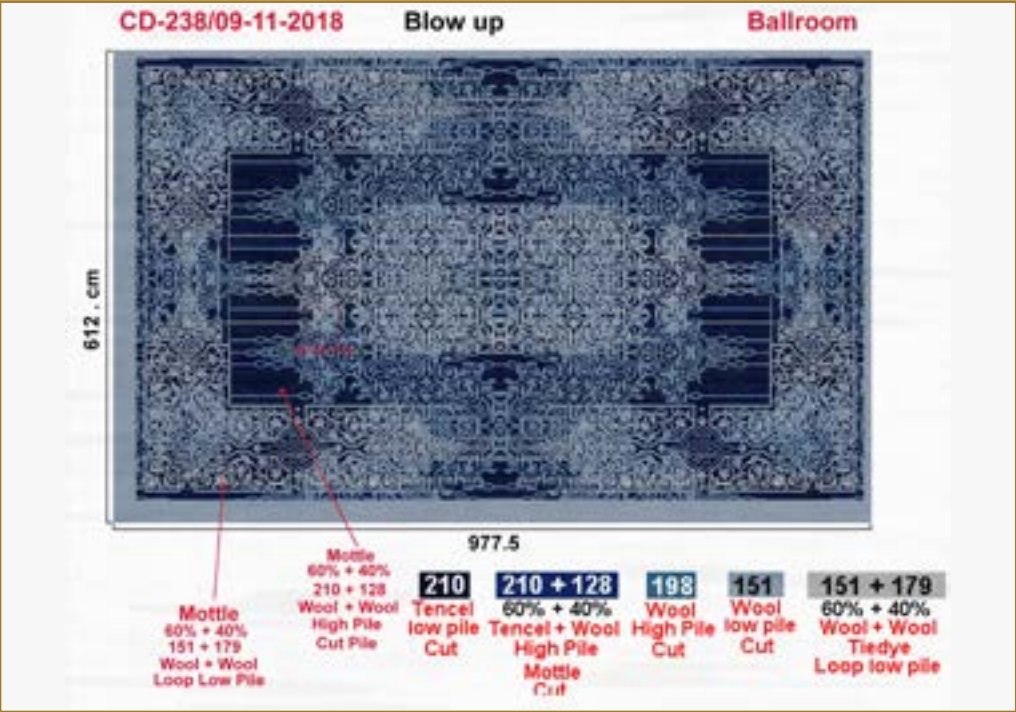 CD-238/09-11-2018
Blow up
Ballroom
612 . cm
977.5
Mottle
60% + 40%
151 + 179
Wool + Wool
Loop Low Pile
Mottle
60% + 40%
210 + 128
Wool + Wool
High Pile
Cut Pile
210
Tencel
low pile
Cut
210 + 128
60% + 40%
Tencel + Wool
High Pile
Mottle
Cut
198
Wool
High Pile
Cut
151
Wool
low pile
Cut
151 + 179
60% + 40%
Wool + Wool
Tiedye
Loop low pile